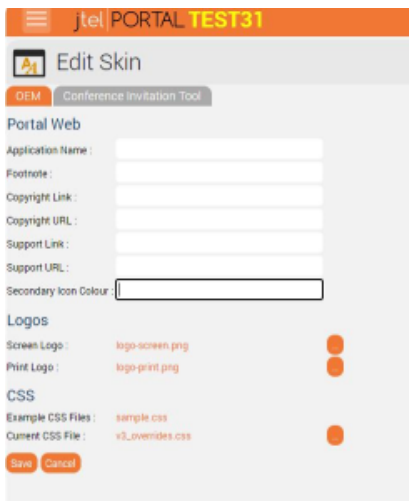 jtel PORTAL TEST31
Edit Skin
OEM Conference Invitation Tool
Portal Web
Application Name :
Footnote :
Copyright Link :
Copyright URL :
Support Link :
Support URL :
Secondary Icon Colour :
Logos
Screen Logo : logo-screen.png ...
Print Logo : logo-print.png ...
CSS
Example CSS Files : sample.css
Current CSS File : v3_overrides.css ...
Save Cancel